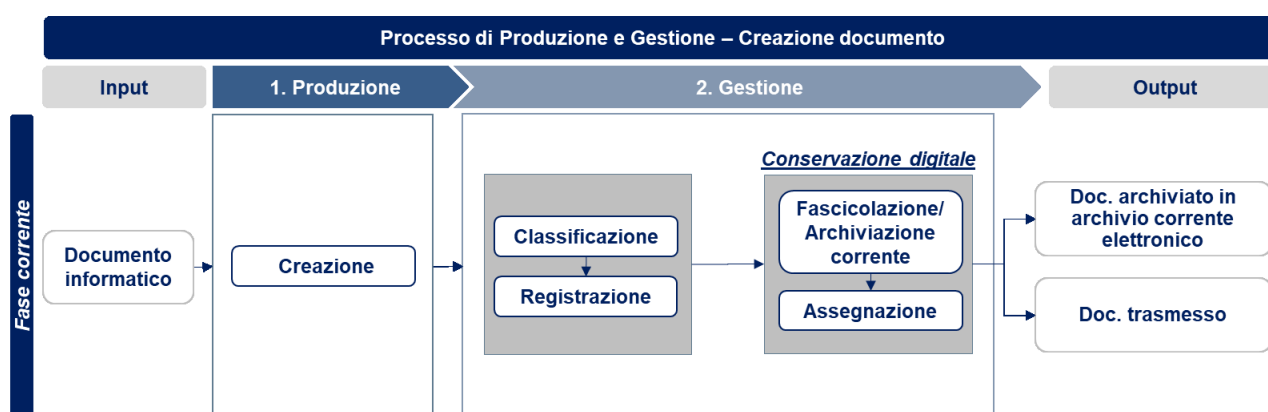 Processo di Produzione e Gestione – Creazione documento
Input
1. Produzione
2. Gestione
Output
Fase corrente
Documento
informatico
Creazione
Classificazione
Registrazione
Conservazione digitale
Fascicolazione/
Archiviazione
corrente
Assegnazione
Doc. archiviato in
archivio corrente
elettronico
Doc. trasmesso